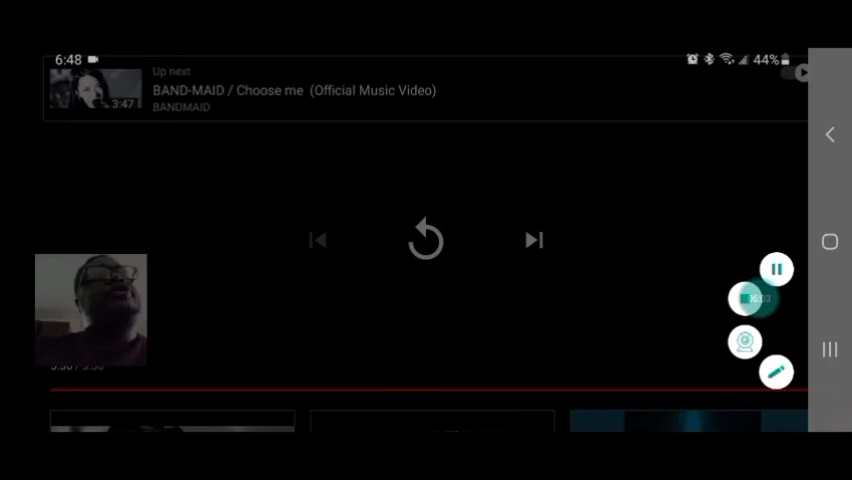 6:48
44%
Up next
BAND-MAID / Choose me (Official Music Video)
3:47
BANDMAID